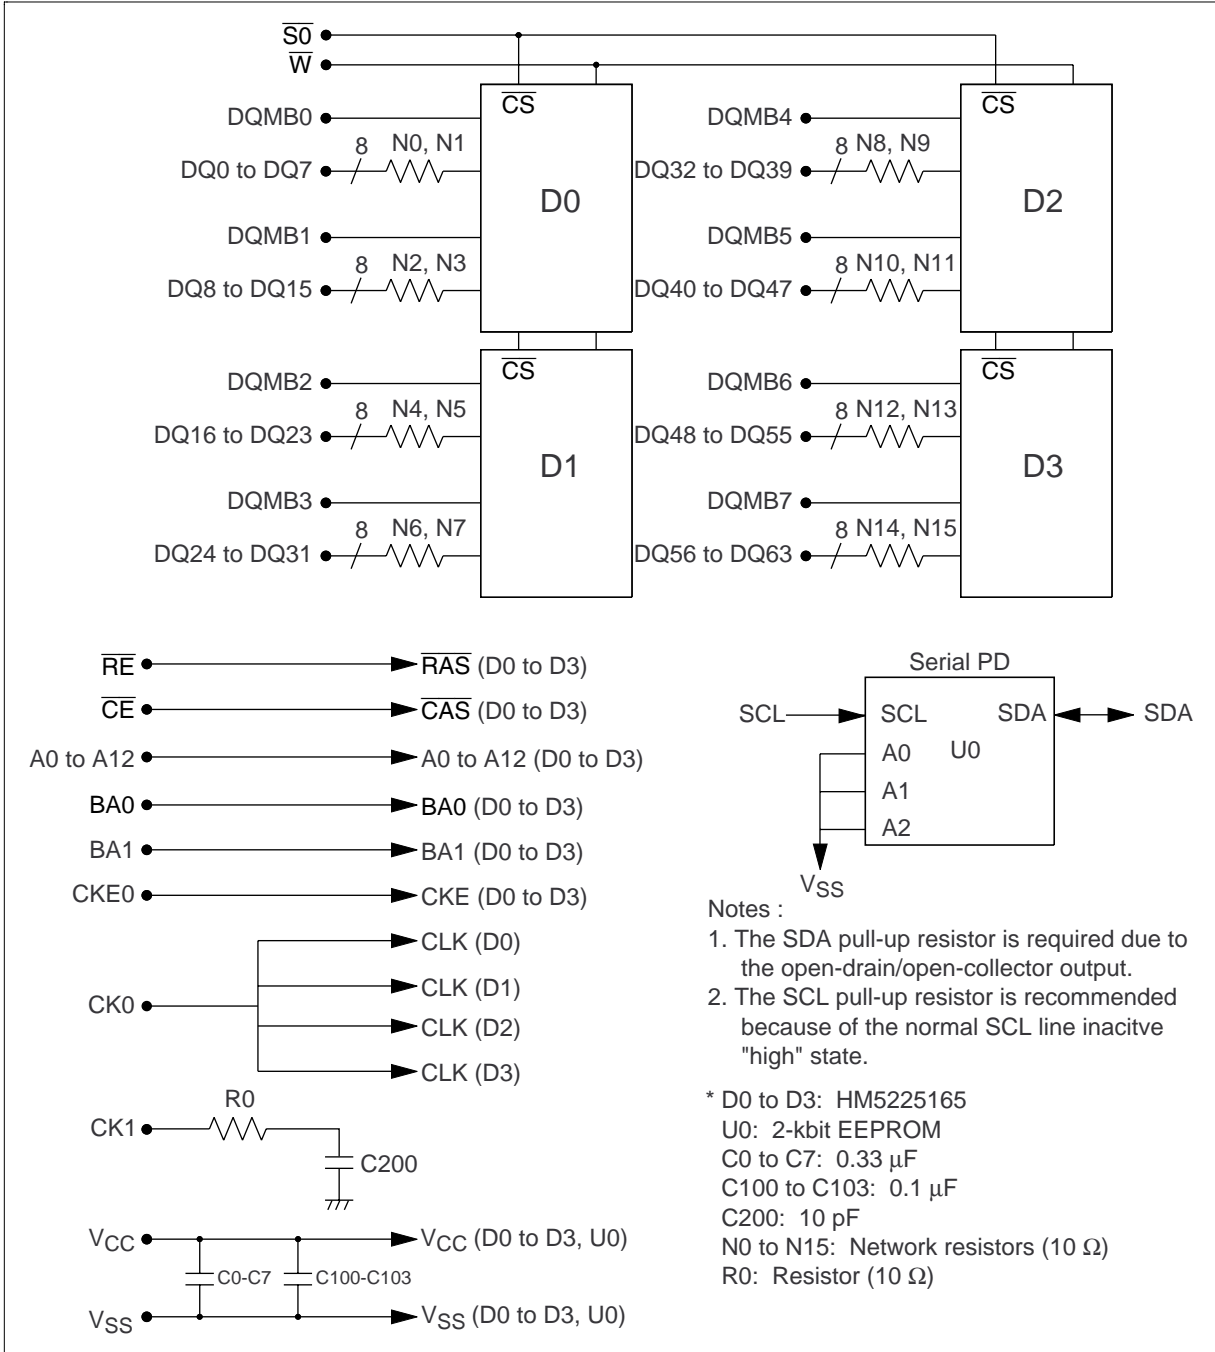 S0
W
CS
CS
DQMB0
DQMB4
8 N0, N1
8 N8, N9
DQ0 to DQ7
DQ32 to DQ39
D0
D2
DQMB1
DQMB5
8 N2, N3
8 N10, N11
DQ8 to DQ15
DQ40 to DQ47
CS
CS
DQMB2
DQMB6
8 N4, N5
8 N12, N13
DQ16 to DQ23
DQ48 to DQ55
D1
D3
DQMB3
DQMB7
8 N6, N7
8 N14, N15
DQ24 to DQ31
DQ56 to DQ63
RE
RAS (D0 to D3)
CE
CAS (D0 to D3)
A0 to A12
A0 to A12 (D0 to D3)
BA0
BA0 (D0 to D3)
BA1
BA1 (D0 to D3)
CKE0
CKE (D0 to D3)
CK0
CLK (D0)
CLK (D1)
CLK (D2)
CLK (D3)
R0
CK1
C200
VCC
VCC (D0 to D3, U0)
C0-C7
C100-C103
VSS
VSS (D0 to D3, U0)
Serial PD
SCL
SCL
SDA
SDA
A0
U0
A1
A2
VSS
Notes :
1. The SDA pull-up resistor is required due to
the open-drain/open-collector output.
2. The SCL pull-up resistor is recommended
because of the normal SCL line inacitve
"high" state.
* D0 to D3: HM5225165
U0: 2-kbit EEPROM
C0 to C7: 0.33 μF
C100 to C103: 0.1 μF
C200: 10 pF
N0 to N15: Network resistors (10 Ω)
R0: Resistor (10 Ω)